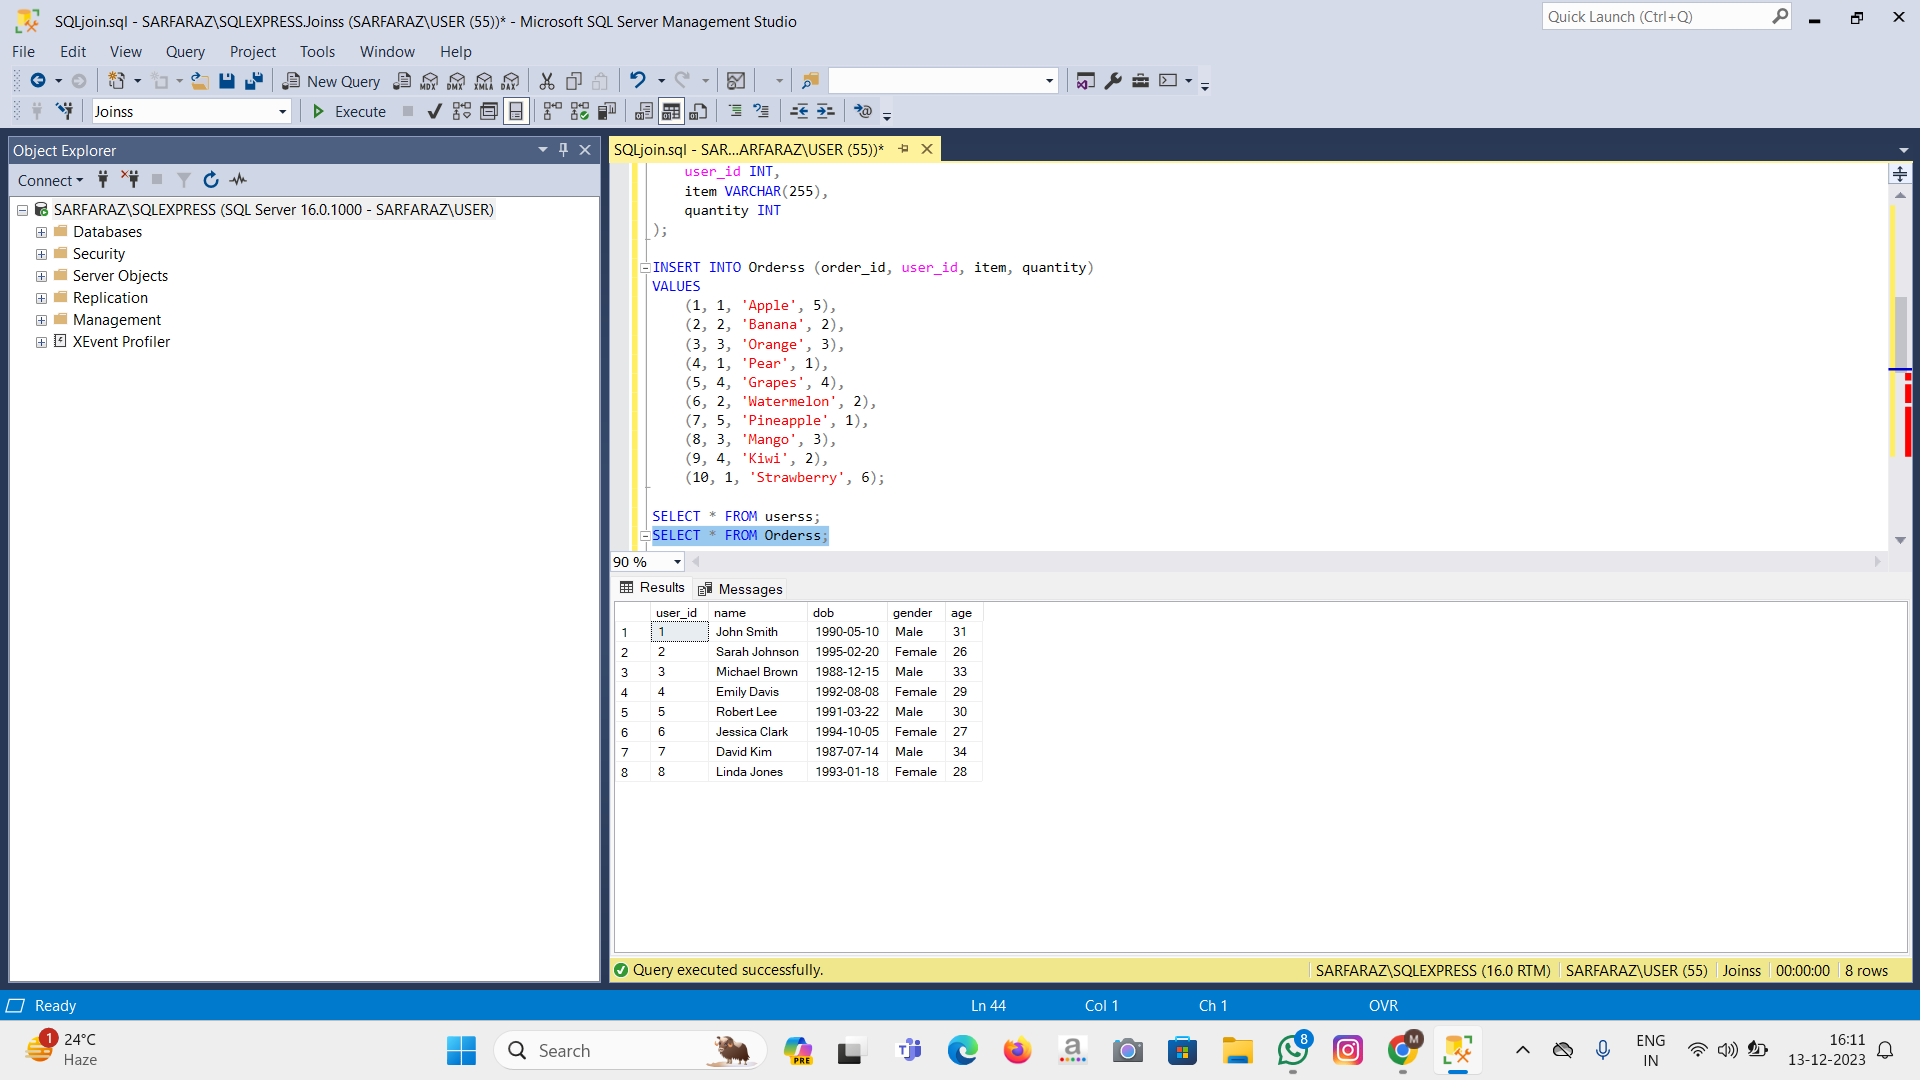 SQLjoin.sql - SARFARAZ\SQLEXPRESS.Joinss (SARFARAZ\USER (55))* - Microsoft SQL Server Management Studio
Quick Launch (Ctrl+Q)
File Edit View Query Project Tools Window Help
New Query
MDX DMX XMLA DAX
Joinss
Execute
Object Explorer
Connect
SARFARAZ\SQLEXPRESS (SQL Server 16.0.1000 - SARFARAZ\USER)
Databases
Security
Server Objects
Replication
Management
XEvent Profiler
SQLjoin.sql - SAR...ARFARAZ\USER (55))*
user_id INT,
item VARCHAR(255),
quantity INT
);
INSERT INTO Orderss (order_id, user_id, item, quantity)
VALUES
(1, 1, 'Apple', 5),
(2, 2, 'Banana', 2),
(3, 3, 'Orange', 3),
(4, 1, 'Pear', 1),
(5, 4, 'Grapes', 4),
(6, 2, 'Watermelon', 2),
(7, 5, 'Pineapple', 1),
(8, 3, 'Mango', 3),
(9, 4, 'Kiwi', 2),
(10, 1, 'Strawberry', 6);
SELECT * FROM userss;
SELECT * FROM Orderss;
90 %
Results Messages
user_id name dob gender age
1 1 John Smith 1990-05-10 Male 31
2 2 Sarah Johnson 1995-02-20 Female 26
3 3 Michael Brown 1988-12-15 Male 33
4 4 Emily Davis 1992-08-08 Female 29
5 5 Robert Lee 1991-03-22 Male 30
6 6 Jessica Clark 1994-10-05 Female 27
7 7 David Kim 1987-07-14 Male 34
8 8 Linda Jones 1993-01-18 Female 28
Query executed successfully.
SARFARAZ\SQLEXPRESS (16.0 RTM) SARFARAZ\USER (55) Joinss 00:00:00 8 rows
Ready
Ln 44 Col 1 Ch 1 OVR
1
24°C
Haze
Search
PRE
a
8
M
ENG
IN
16:11
13-12-2023